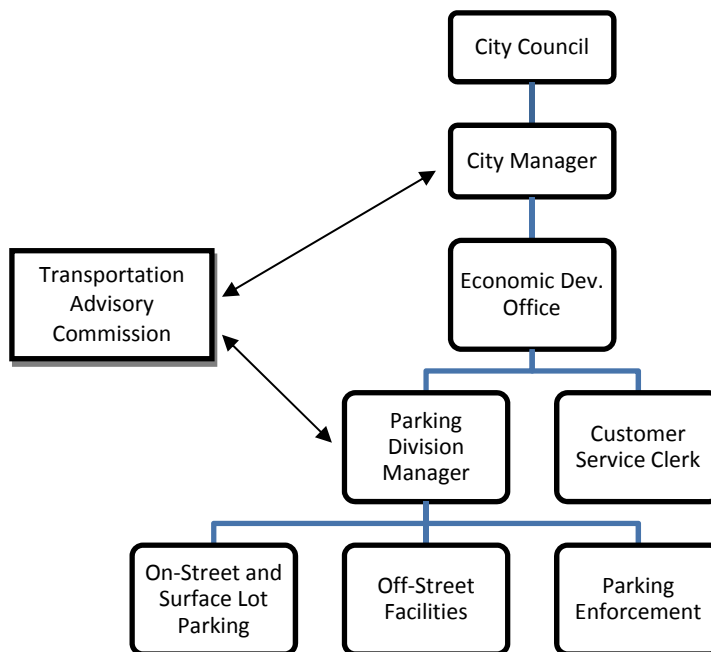 City Council
City Manager
Transportation
Advisory
Commission
Economic Dev.
Office
Parking
Division
Manager
Customer
Service Clerk
On-Street and
Surface Lot
Parking
Off-Street
Facilities
Parking
Enforcement